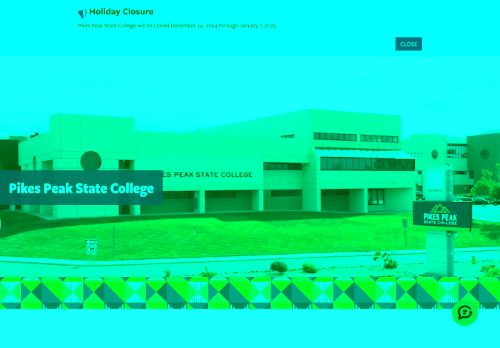 Holiday Closure
Pikes Peak State College will be closed December 24, 2024 through January 1, 2025.
CLOSE
PIKES PEAK STATE COLLEGE
Pikes Peak State College
PIKES PEAK
STATE COLLEGE